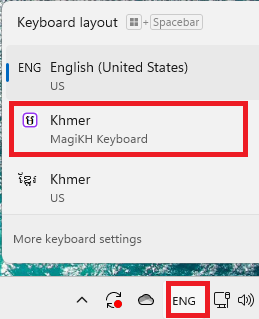 Keyboard layout + Spacebar
ENG English (United States)
US
Khmer
MagiKH Keyboard
ខ្មែរ Khmer
US
More keyboard settings
ENG